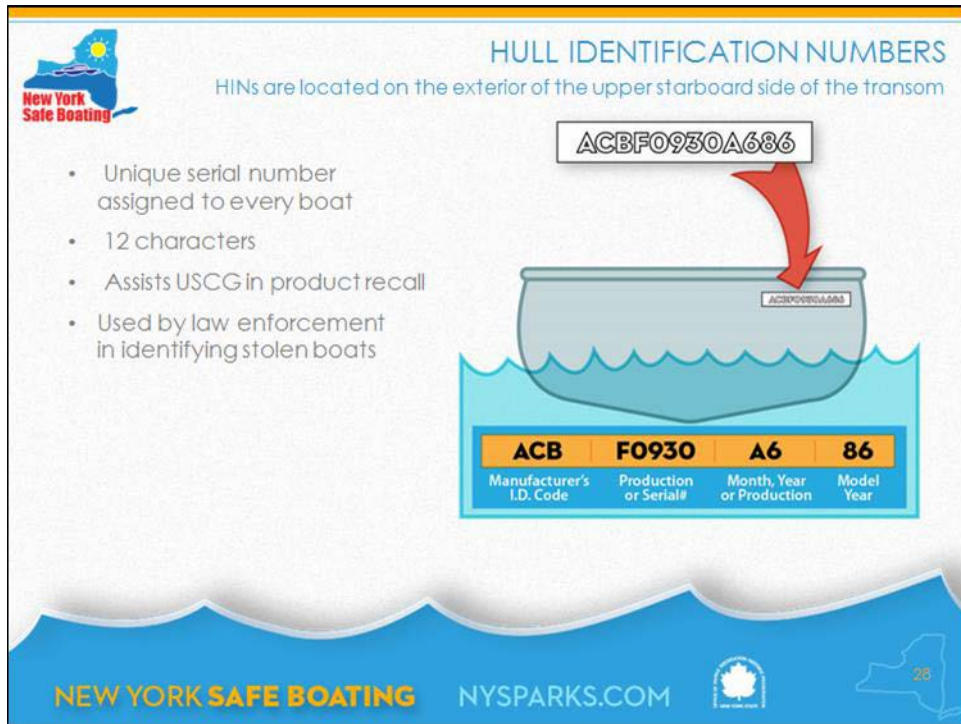 New York
Safe Boating
HULL IDENTIFICATION NUMBERS
HINs are located on the exterior of the upper starboard side of the transom
• Unique serial number
assigned to every boat
• 12 characters
• Assists USCG in product recall
• Used by law enforcement
in identifying stolen boats
ACBF0930A686
ACBF0930A686
ACB F0930 A6 86
Manufacturer's Production Month, Year Model
I.D. Code or Serial# or Production Year
NEW YORK SAFE BOATING NYSPARKS.COM
28